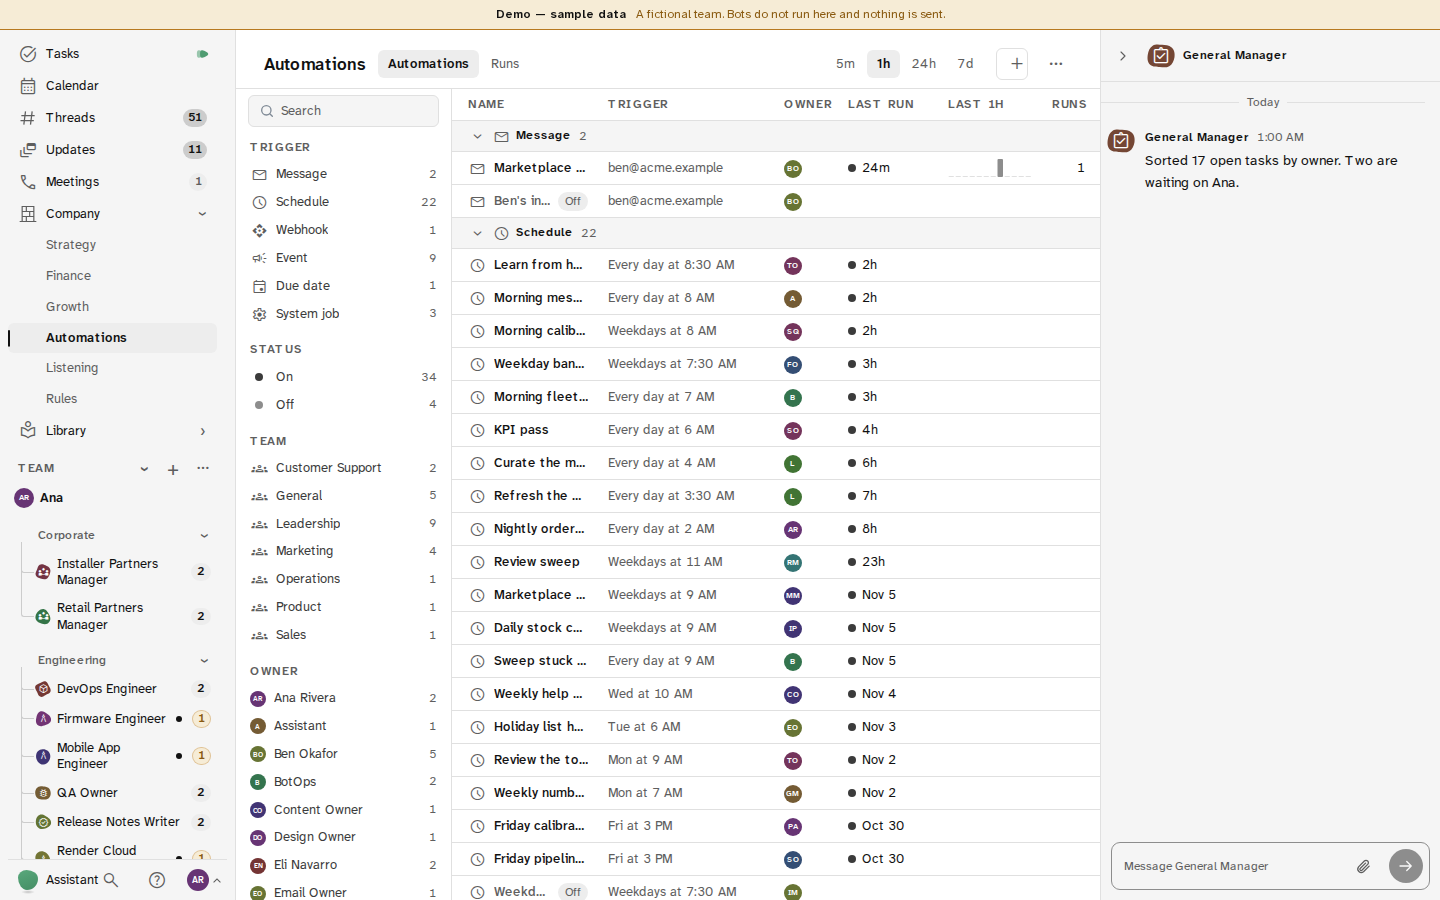 Demo — sample data A fictional team. Bots do not run here and nothing is sent.
Tasks
Calendar
Threads 51
Updates 11
Meetings 1
Company
Strategy
Finance
Growth
Automations
Listening
Rules
Library
TEAM
AR Ana
Corporate
Installer Partners
Manager 2
Retail Partners
Manager 2
Engineering
DevOps Engineer 2
Firmware Engineer 1
Mobile App
Engineer 1
QA Owner 2
Release Notes Writer 2
Render Cloud 1
Assistant AR
Automations Automations Runs 5m 1h 24h 7d
Search
TRIGGER
Message 2
Schedule 22
Webhook 1
Event 9
Due date 1
System job 3
STATUS
On 34
Off 4
TEAM
Customer Support 2
General 5
Leadership 9
Marketing 4
Operations 1
Product 1
Sales 1
OWNER
AR Ana Rivera 2
A Assistant 1
BO Ben Okafor 5
B BotOps 2
CO Content Owner 1
DO Design Owner 1
EN Eli Navarro 2
EO Email Owner 1
NAME TRIGGER OWNER LAST RUN LAST 1H RUNS
Message 2
Marketplace ... ben@acme.example BO 24m 1
Ben's in... Off ben@acme.example BO
Schedule 22
Learn from h... Every day at 8:30 AM TO 2h
Morning mes... Every day at 8 AM A 2h
Morning calib... Weekdays at 8 AM SG 2h
Weekday ban... Weekdays at 7:30 AM FO 3h
Morning fleet... Every day at 7 AM B 3h
KPI pass Every day at 6 AM SO 4h
Curate the m... Every day at 4 AM L 6h
Refresh the ... Every day at 3:30 AM L 7h
Nightly order... Every day at 2 AM AR 8h
Review sweep Weekdays at 11 AM RM 23h
Marketplace ... Weekdays at 9 AM MM Nov 5
Daily stock c... Weekdays at 9 AM IP Nov 5
Sweep stuck ... Every day at 9 AM B Nov 5
Weekly help ... Wed at 10 AM CO Nov 4
Holiday list h... Tue at 6 AM EO Nov 3
Review the to... Mon at 9 AM TO Nov 2
Weekly numb... Mon at 7 AM GM Nov 2
Friday calibra... Fri at 3 PM PA Oct 30
Friday pipelin... Fri at 3 PM SO Oct 30
Weekd... Off Weekdays at 7:30 AM IM
General Manager
Today
General Manager 1:00 AM
Sorted 17 open tasks by owner. Two are
waiting on Ana.
Message General Manager